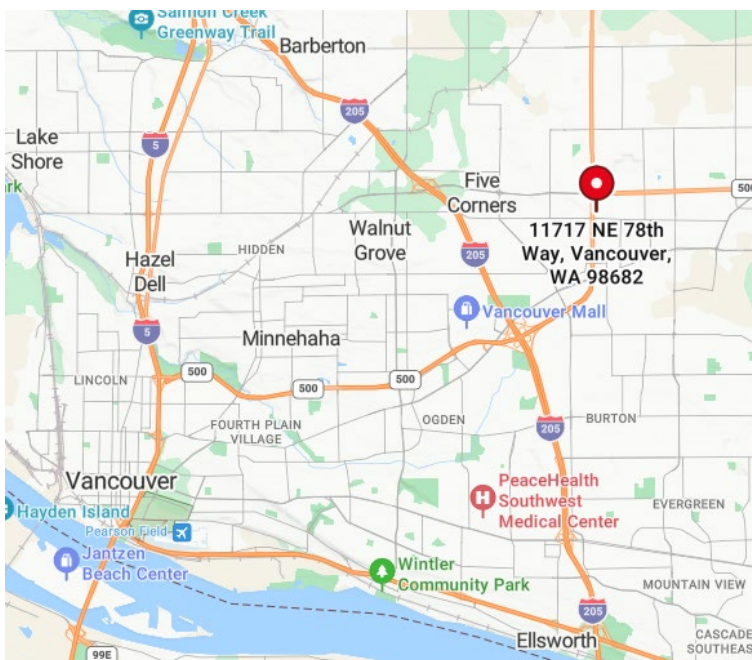 Salmon Creek
Greenway Trail
Barberton
205
5
Lake
Shore
ark
Five
Corners
500
11717 NE 78th
Way, Vancouver,
WA 98682
Walnut
Grove
HIDDEN
Hazel
Dell
205
Vancouver Mall
5
Minnehaha
500
500
500
LINCOLN
FOURTH PLAIN
VILLAGE
OGDEN
BURTON
205
Vancouver
PeaceHealth
Southwest
Medical Center
EVERGREEN
Hayden Island
Pearson Field
Jantzen
Beach Center
Wintler
Community Park
MOUNTAIN VIEW
205
Ellsworth
CASCADE
SOUTHEAS
99E